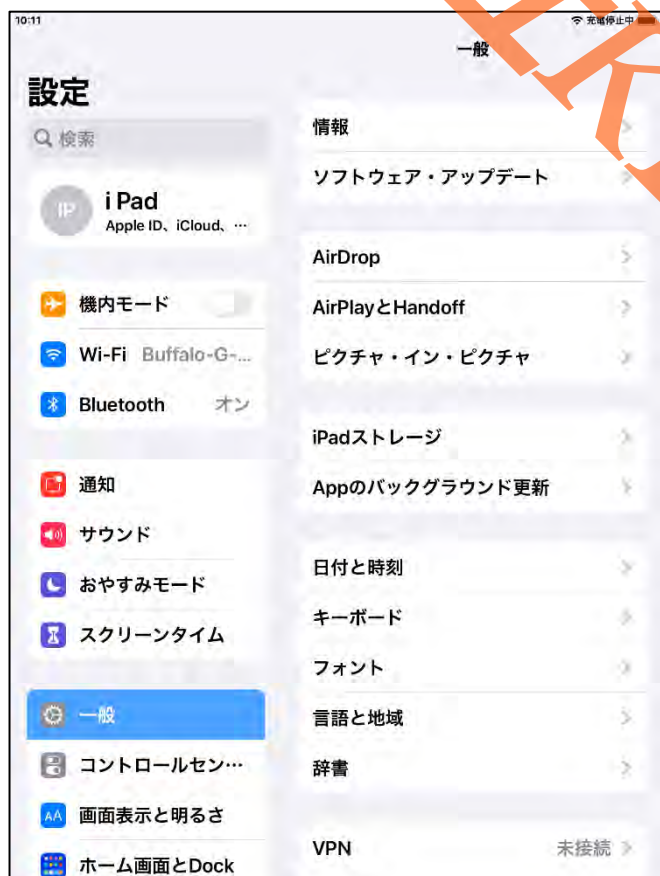 10:11
充電停止中
一般
設定
検索
IP
i Pad
Apple ID、iCloud、…
機内モード
Wi-Fi Buffalo-G-...
Bluetooth オン
通知
サウンド
おやすみモード
スクリーンタイム
一般
コントロールセン…
AA 画面表示と明るさ
ホーム画面とDock
情報
ソフトウェア・アップデート
AirDrop
AirPlayとHandoff
ピクチャ・イン・ピクチャ
iPadストレージ
Appのバックグラウンド更新
日付と時刻
キーボード
フォント
言語と地域
辞書
VPN 未接続